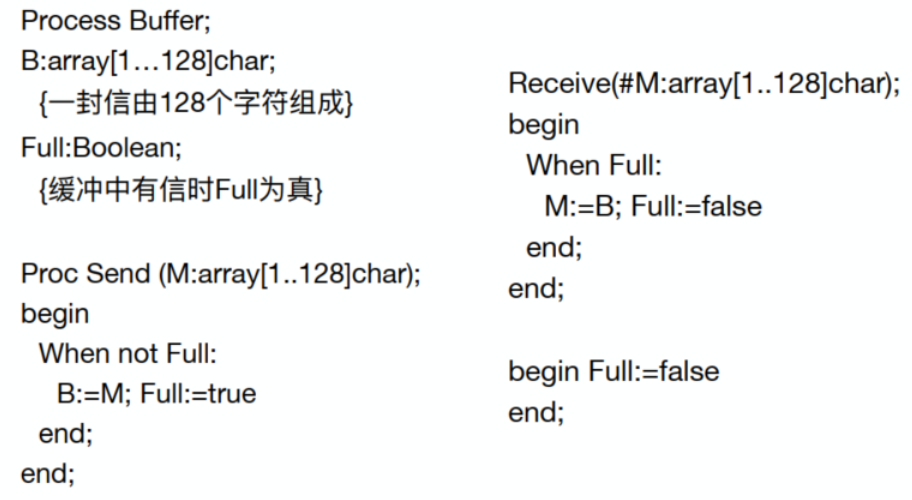 Process Buffer;
B:array[1…128]char;
{一封信由128个字符组成}
Full:Boolean;
{缓冲中有信时Full为真}
Proc Send (M:array[1..128]char);
begin
When not Full:
B:=M; Full:=true
end;
end;
Receive(#M:array[1..128]char);
begin
When Full:
M:=B; Full:=false
end;
end;
begin Full:=false
end;